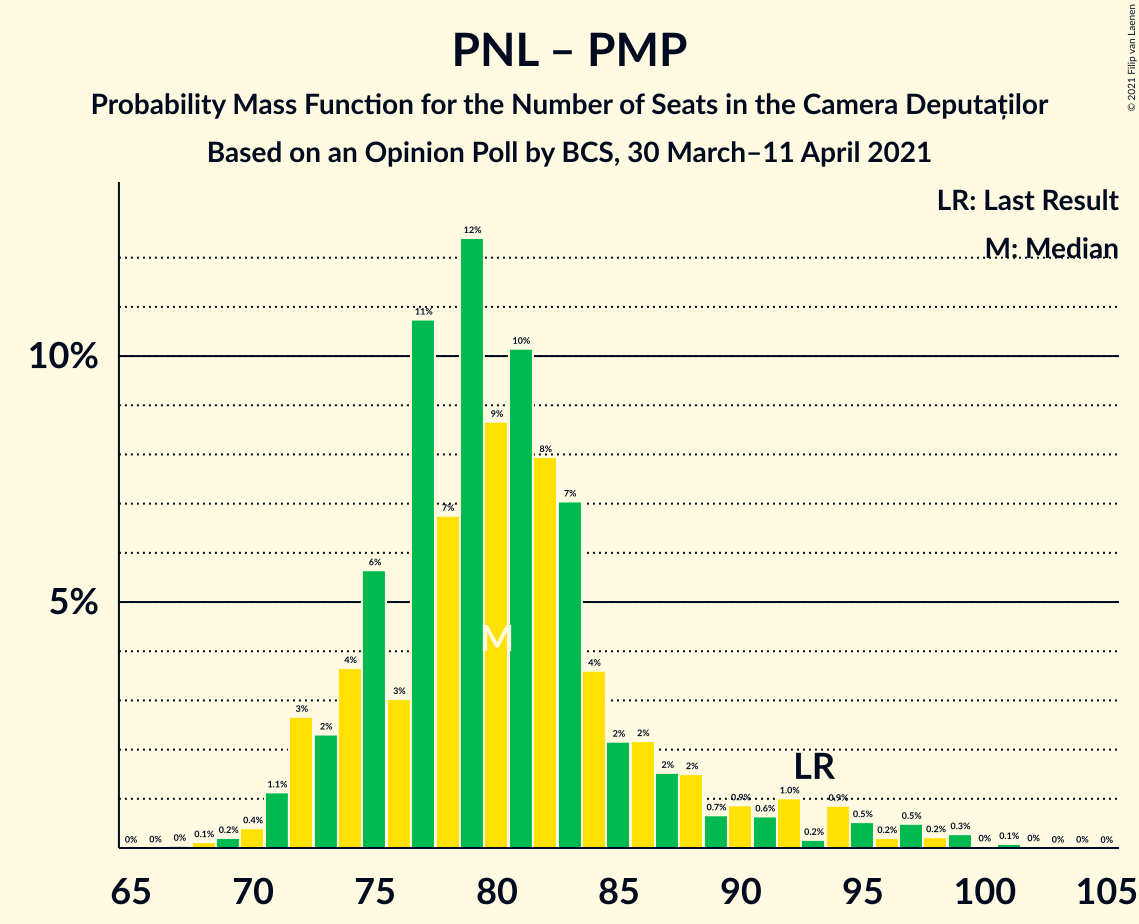 PNL – PMP
Probability Mass Function for the Number of Seats in the Camera Deputaților
Based on an Opinion Poll by BCS, 30 March–11 April 2021
© 2021 Filip van Laenen
LR: Last Result
M: Median
10%
5%
0% 0% 0% 0.1% 0.2% 0.4% 1.1% 3% 2% 4% 6% 3% 11% 7% 12% 9% 10% 8% 7% 4% 2% 2% 2% 2% 0.7% 0.9% 0.6% 1.0% 0.2% 0.9% 0.5% 0.2% 0.5% 0.2% 0.3% 0% 0.1% 0% 0% 0% 0%
M
LR
65 70 75 80 85 90 95 100 105